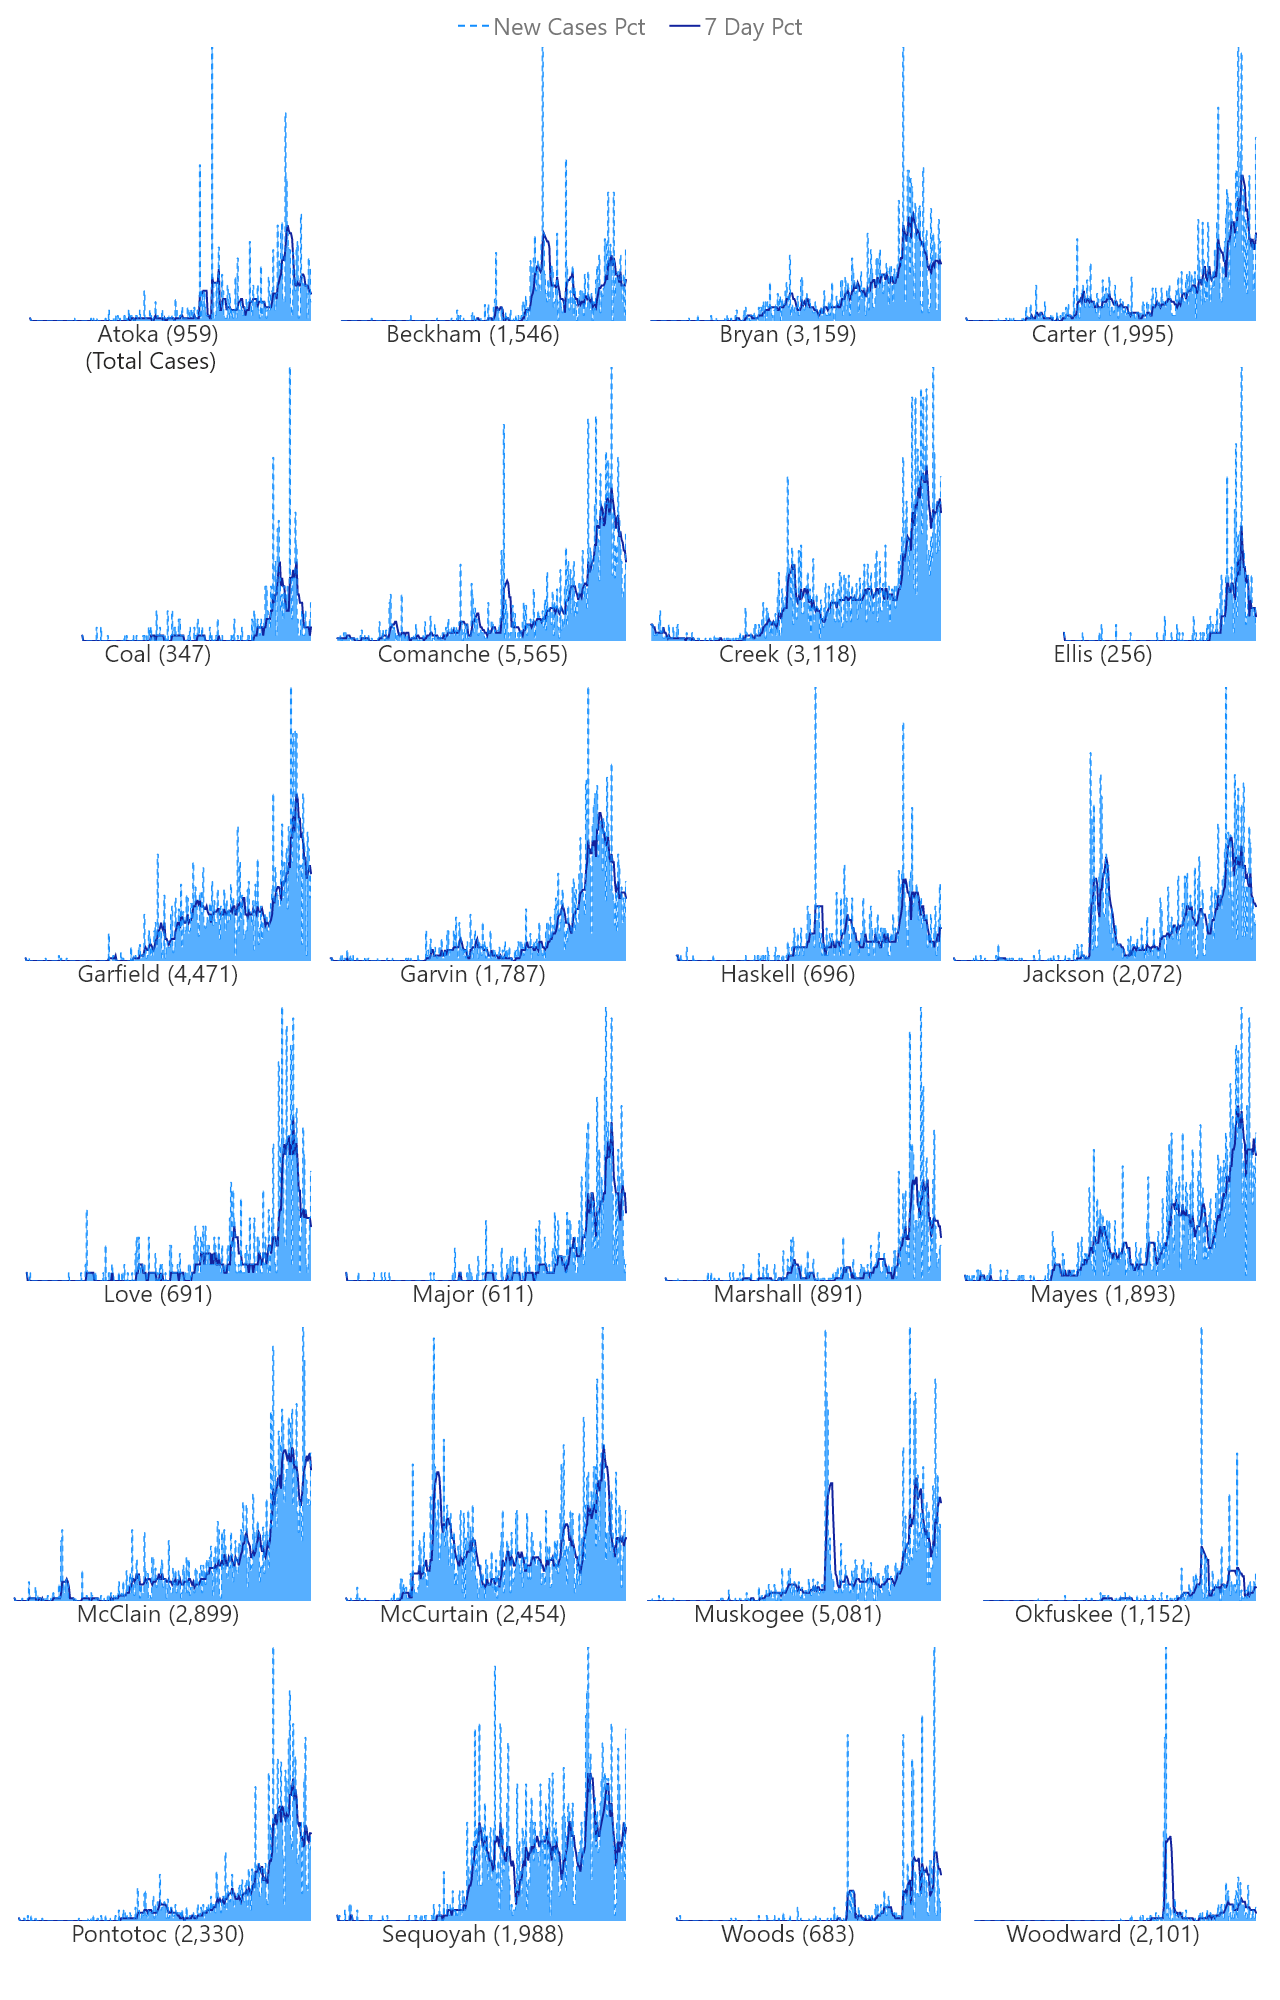 New Cases Pct 7 Day Pct
Atoka (959) Beckham (1,546) Bryan (3,159) Carter (1,995)
(Total Cases)
Coal (347) Comanche (5,565) Creek (3,118) Ellis (256)
Garfield (4,471) Garvin (1,787) Haskell (696) Jackson (2,072)
Love (691) Major (611) Marshall (891) Mayes (1,893)
McClain (2,899) McCurtain (2,454) Muskogee (5,081) Okfuskee (1,152)
Pontotoc (2,330) Sequoyah (1,988) Woods (683) Woodward (2,101)